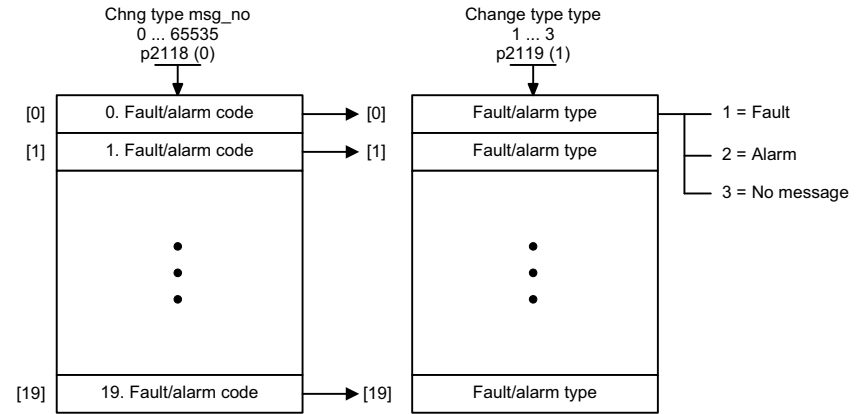 Chng type msg_no
0 ... 65535
p2118 (0)
Change type type
1 ... 3
p2119 (1)
[0] 0. Fault/alarm code [0] Fault/alarm type 1 = Fault
[1] 1. Fault/alarm code [1] Fault/alarm type 2 = Alarm
3 = No message
[19] 19. Fault/alarm code [19] Fault/alarm type